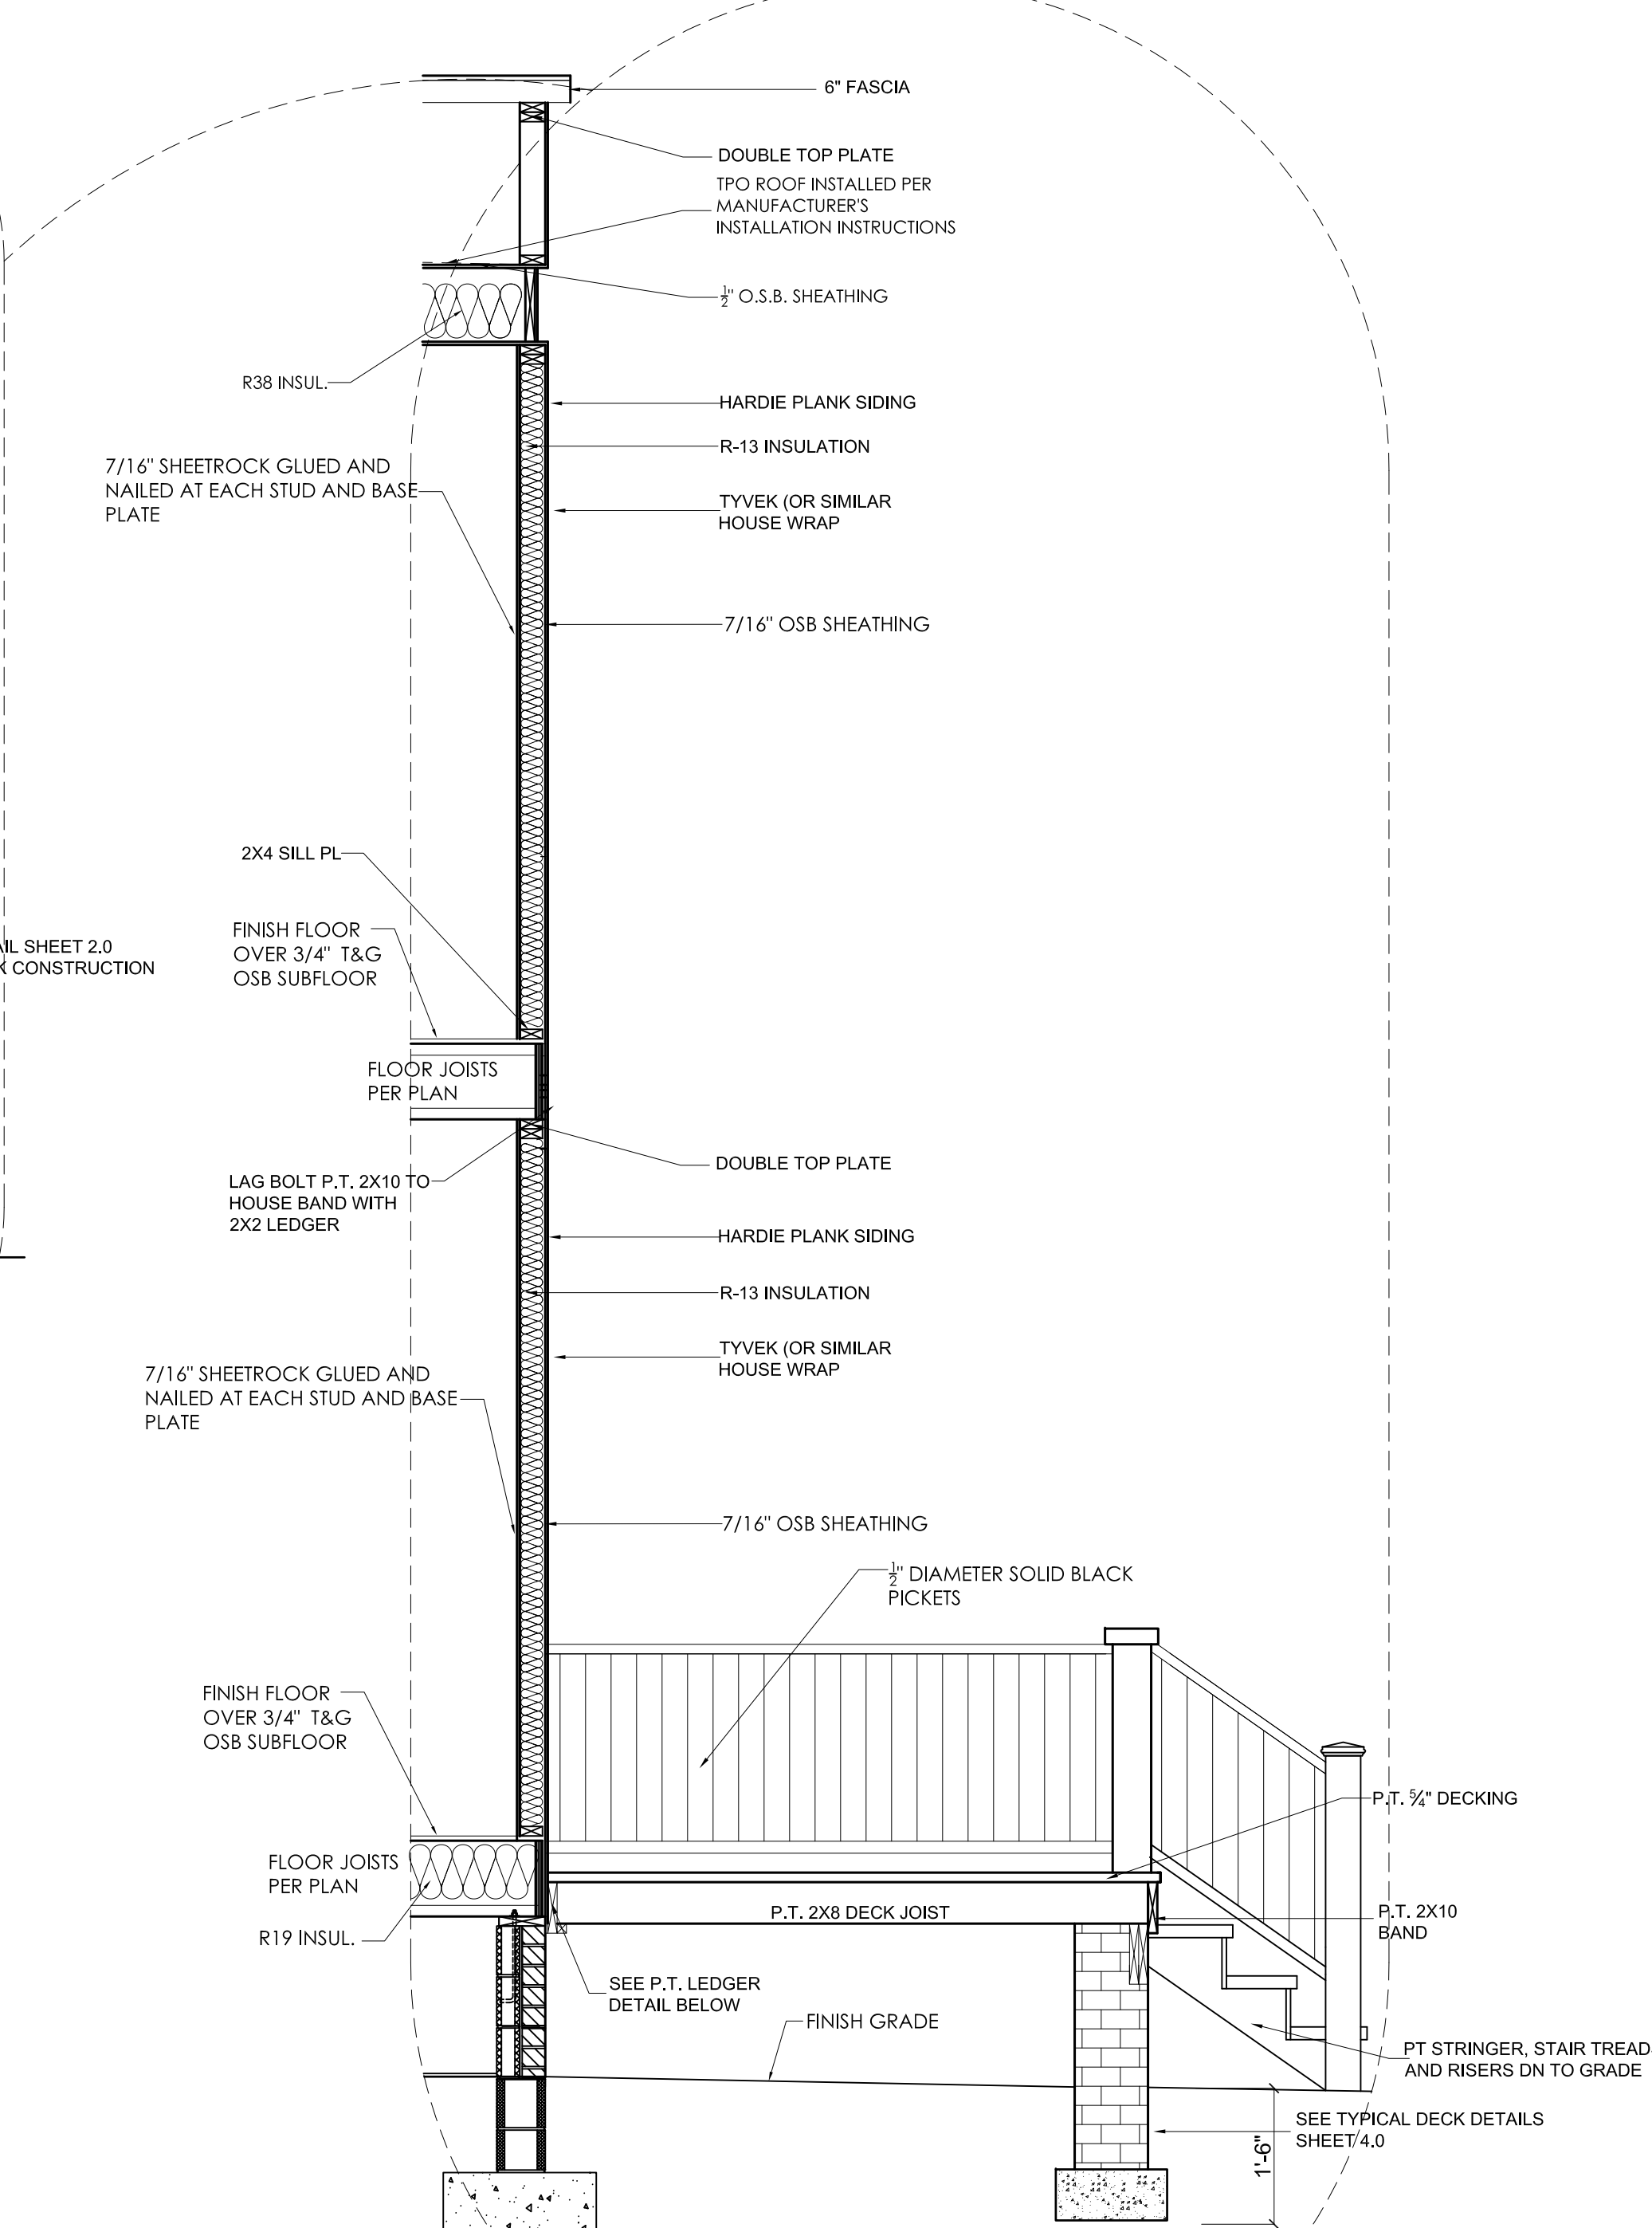 6" FASCIA
DOUBLE TOP PLATE
TPO ROOF INSTALLED PER
MANUFACTURER'S
INSTALLATION INSTRUCTIONS
½" O.S.B. SHEATHING
R38 INSUL.
HARDIE PLANK SIDING
R-13 INSULATION
7/16" SHEETROCK GLUED AND
NAILED AT EACH STUD AND BASE
PLATE
TYVEK (OR SIMILAR
HOUSE WRAP
7/16" OSB SHEATHING
2X4 SILL PL
FINISH FLOOR
OVER 3/4" T&G
OSB SUBFLOOR
SHEET 2.0
CONSTRUCTION
FLOOR JOISTS
PER PLAN
DOUBLE TOP PLATE
LAG BOLT P.T. 2X10 TO
HOUSE BAND WITH
2X2 LEDGER
HARDIE PLANK SIDING
R-13 INSULATION
TYVEK (OR SIMILAR
HOUSE WRAP
7/16" SHEETROCK GLUED AND
NAILED AT EACH STUD AND BASE
PLATE
7/16" OSB SHEATHING
½" DIAMETER SOLID BLACK
PICKETS
FINISH FLOOR
OVER 3/4" T&G
OSB SUBFLOOR
P.T. 5/4" DECKING
FLOOR JOISTS
PER PLAN
R19 INSUL.
P.T. 2X8 DECK JOIST
P.T. 2X10
BAND
SEE P.T. LEDGER
DETAIL BELOW
FINISH GRADE
PT STRINGER, STAIR TREAD
AND RISERS DN TO GRADE
SEE TYPICAL DECK DETAILS
SHEET 4.0
1'-6"